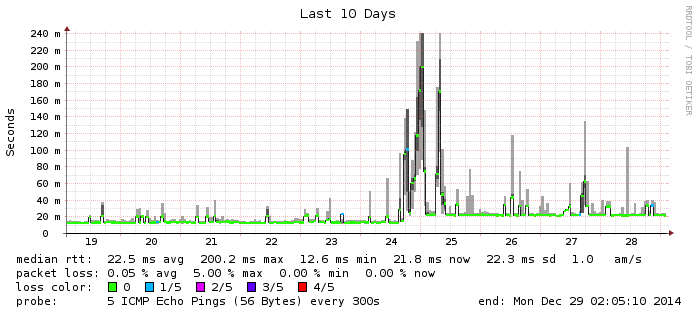 Last 10 Days
RRDTOOL / TOBI OETIKER
Seconds
240 m
220 m
200 m
180 m
160 m
140 m
120 m
100 m
80 m
60 m
40 m
20 m
0
19 20 21 22 23 24 25 26 27 28
median rtt: 22.5 ms avg 200.2 ms max 12.6 ms min 21.8 ms now 22.3 ms sd 1.0 am/s
packet loss: 0.05 % avg 5.00 % max 0.00 % min 0.00 % now
loss color: 0 1/5 2/5 3/5 4/5
probe: 5 ICMP Echo Pings (56 Bytes) every 300s end: Mon Dec 29 02:05:10 2014